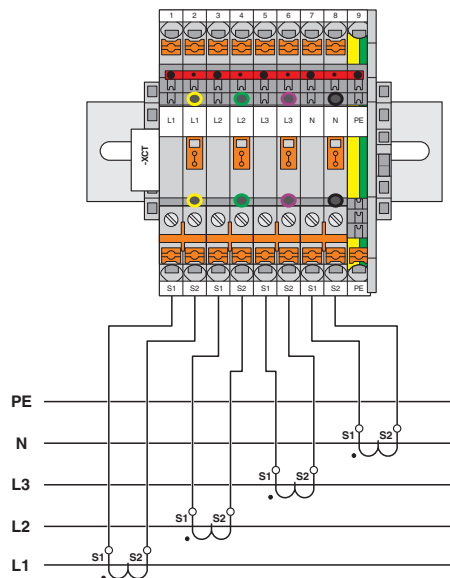 1 2 3 4 5 6 7 8 9
L1 L1 L2 L2 L3 L3 N N PE
-XCT
S1 S2 S1 S2 S1 S2 S1 S2 PE
PE
N
S1 S2
L3
S1 S2
L2
S1 S2
L1
S1 S2